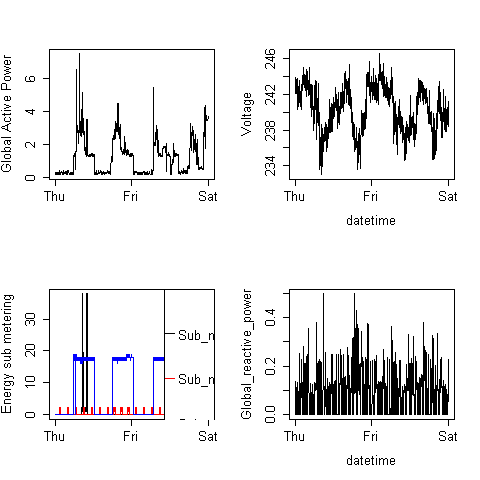 Global Active Power
0 2 4 6
Thu Fri Sat
Voltage
234 238 242 246
Thu Fri Sat
datetime
Energy sub metering
0 10 20 30
Thu Fri Sat
Sub_m
Sub_m
Global_reactive_power
0.0 0.2 0.4
Thu Fri Sat
datetime